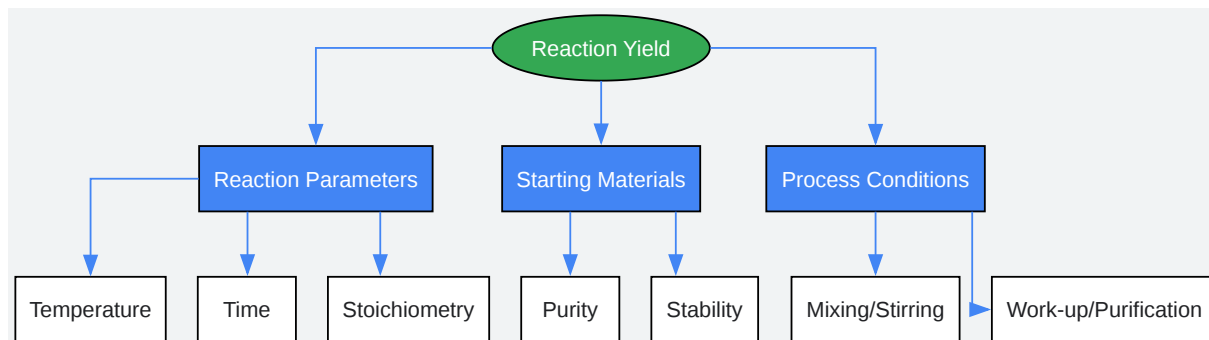 Reaction Yield
Reaction Parameters
Starting Materials
Process Conditions
Temperature
Time
Stoichiometry
Purity
Stability
Mixing/Stirring
Work-up/Purification